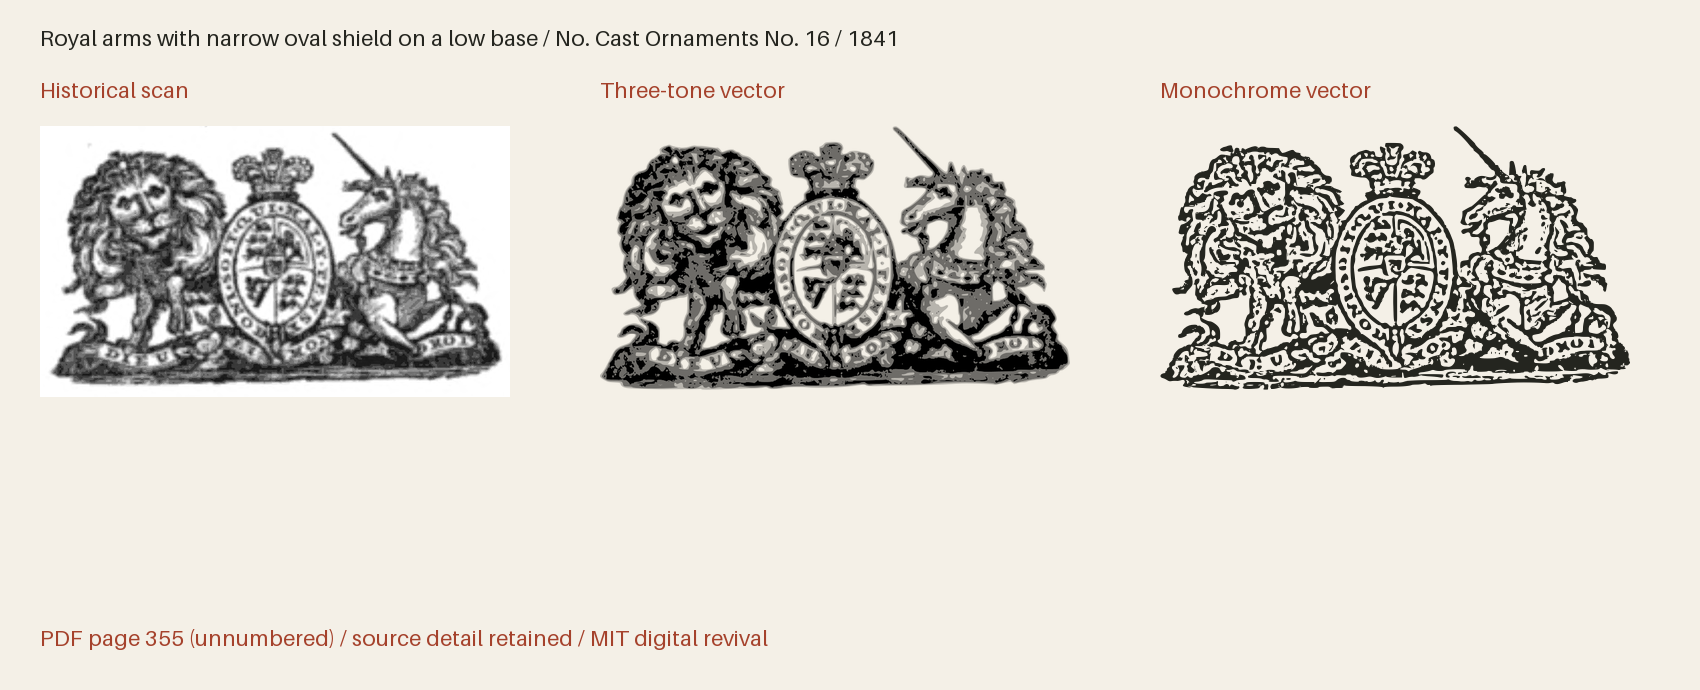 Royal arms with narrow oval shield on a low base / No. Cast Ornaments No. 16 / 1841
Historical scan
Three-tone vector
Monochrome vector
DIEU
PDF page 355 (unnumbered) / source detail retained / MIT digital revival